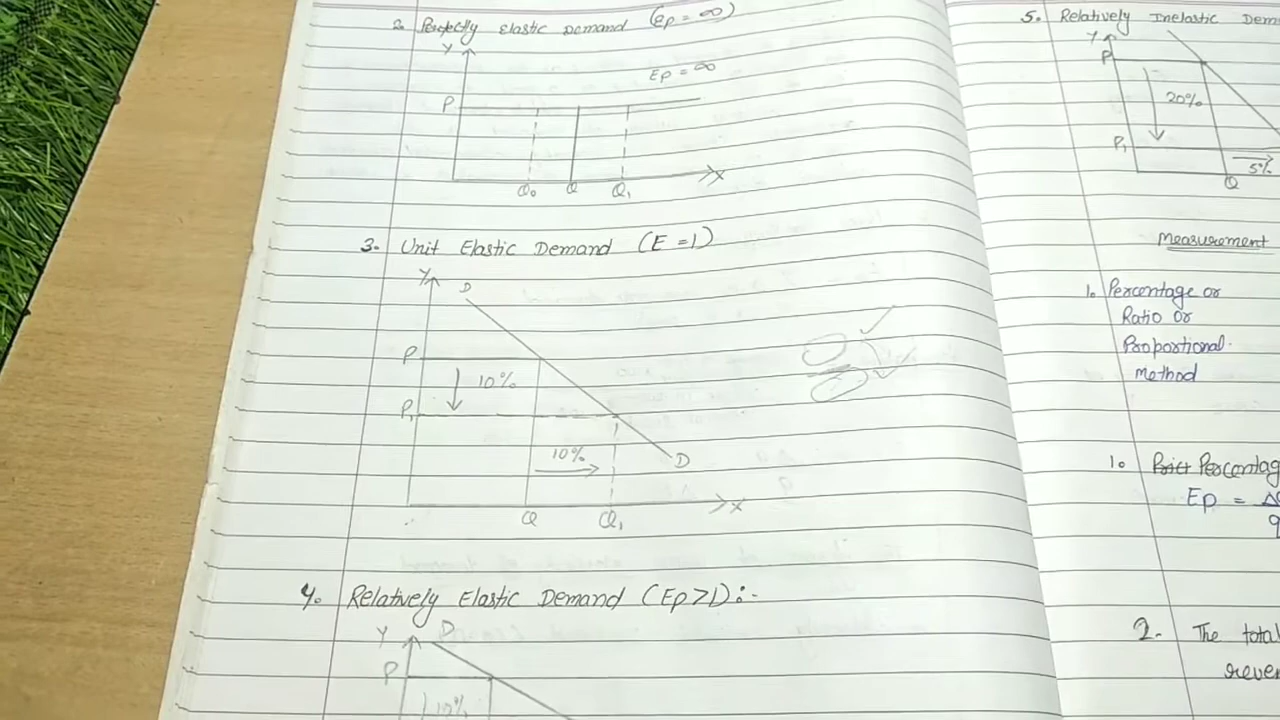 2. Perfectly Elastic Demand (ep = ∞)
Y
Ep = ∞
P
Q₀ Q Q₁ X
3. Unit Elastic Demand (E = 1)
Y D
P
10%
P₁
10%
D
Q Q₁ X
4. Relatively Elastic Demand (Ep>1):-
Y D
P
10%
5. Relatively Inelastic Dem
Y
P
20%
P₁
5%
Q
Measurement
1. Percentage or
Ratio or
Proportional
method
1. Percentag
Ep = Δ
q
2. The total
reven